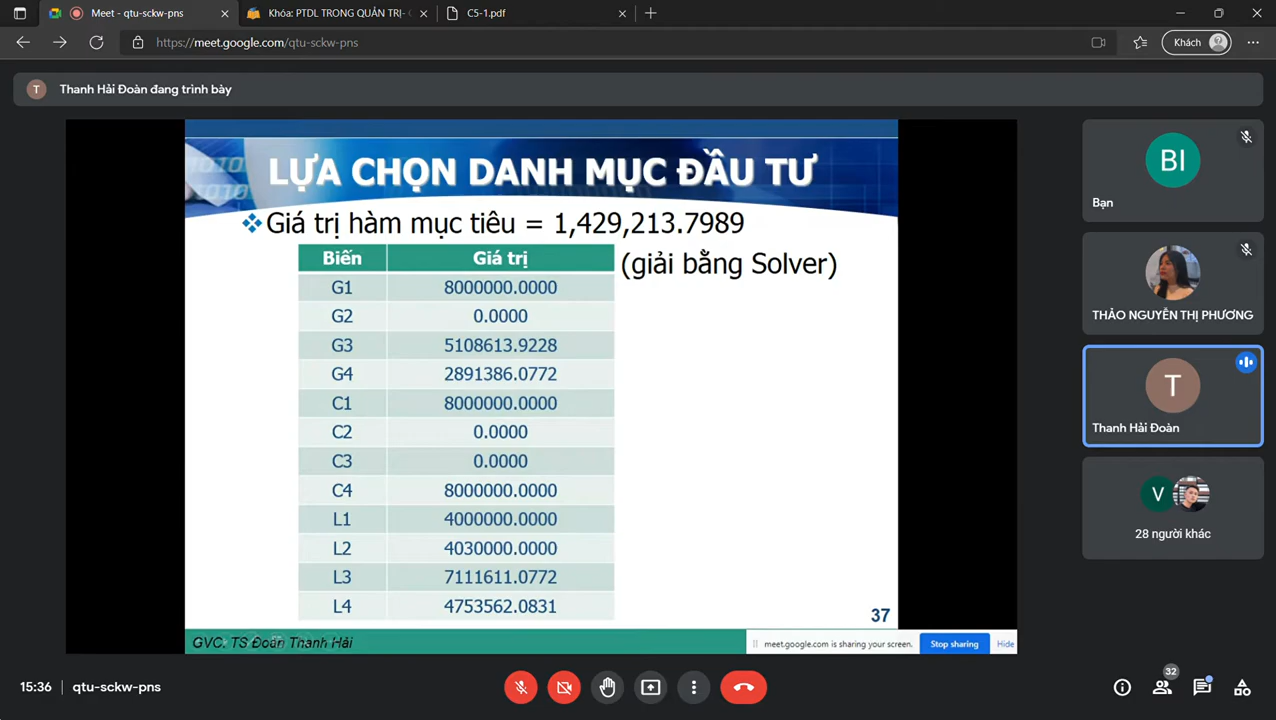 Meet - qtu-sckw-pns
Khóa: PTDL TRONG QUẢN TRỊ-
C5-1.pdf
https://meet.google.com/qtu-sckw-pns
Khách
T
Thanh Hải Đoàn đang trình bày
LỰA CHỌN DANH MỤC ĐẦU TƯ
Giá trị hàm mục tiêu = 1,429,213.7989
(giải bằng Solver)
Biến Giá trị
G1 8000000.0000
G2 0.0000
G3 5108613.9228
G4 2891386.0772
C1 8000000.0000
C2 0.0000
C3 0.0000
C4 8000000.0000
L1 4000000.0000
L2 4030000.0000
L3 7111611.0772
L4 4753562.0831
37
GVC. TS Đoàn Thanh Hải
meet.google.com is sharing your screen.
Stop sharing
Hide
BI
Bạn
THẢO NGUYỄN THỊ PHƯƠNG
T
Thanh Hải Đoàn
V
28 người khác
15:36 | qtu-sckw-pns
32